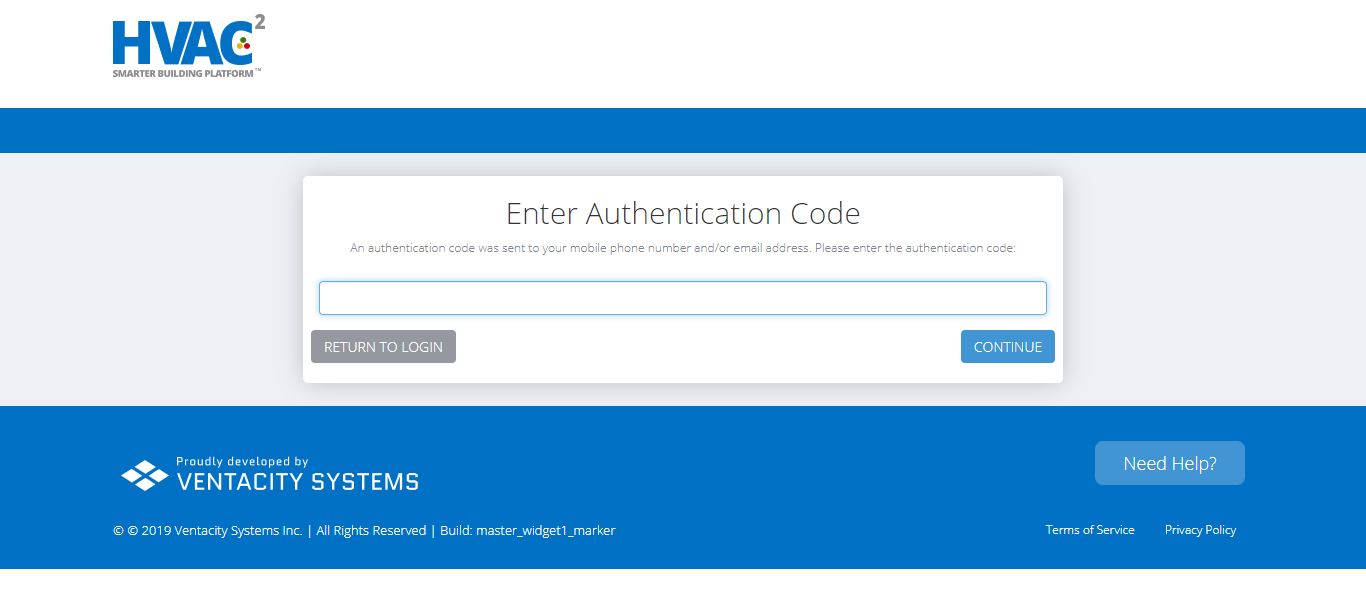 HVAC²
SMARTER BUILDING PLATFORM™
Enter Authentication Code
An authentication code was sent to your mobile phone number and/or email address. Please enter the authentication code:
RETURN TO LOGIN
CONTINUE
Proudly developed by
VENTACITY SYSTEMS
Need Help?
© © 2019 Ventacity Systems Inc. | All Rights Reserved | Build: master_widget1_marker
Terms of Service
Privacy Policy